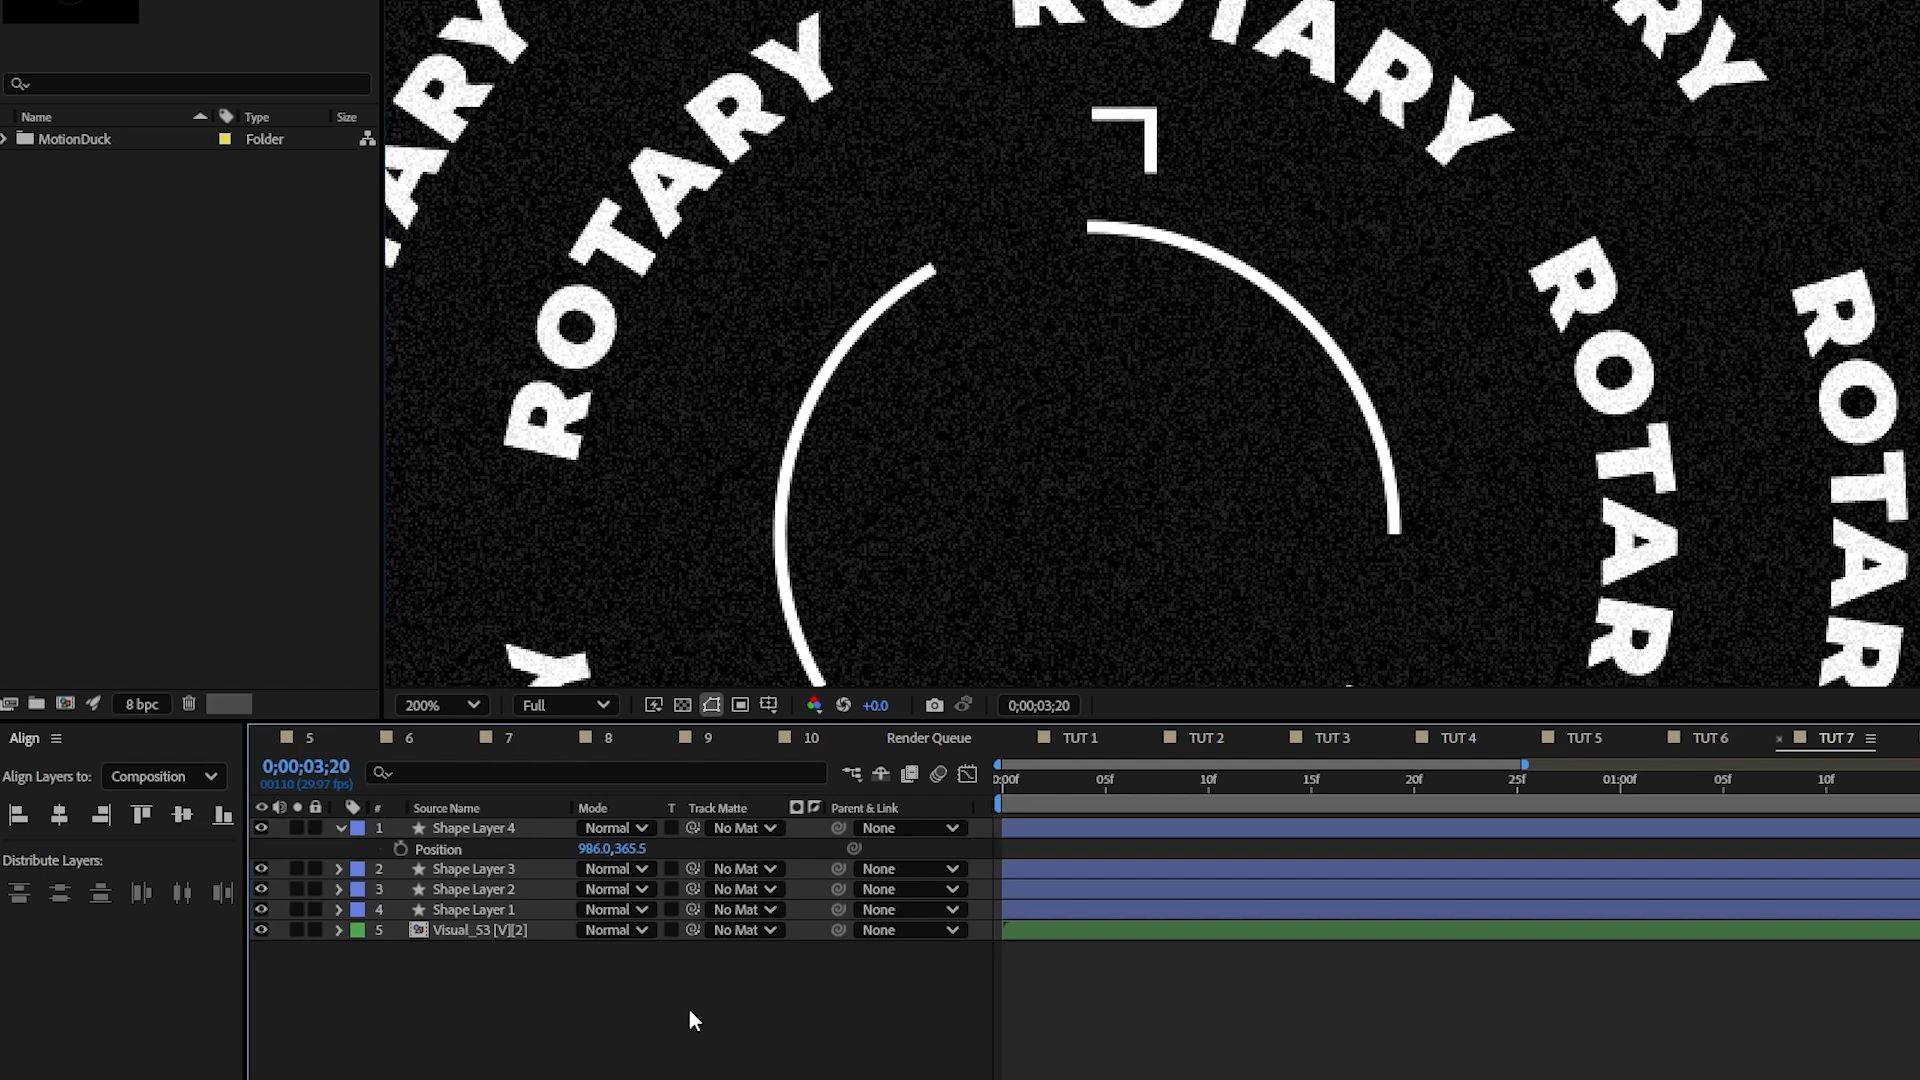 Name Type Size
MotionDuck Folder
8 bpc
ROTARY
ROTARY
ROTARY
ROTAR
ROTAR
200% Full +0.0 0;00;03;20
Align
Align Layers to: Composition
Distribute Layers:
5 6 7 8 9 10 Render Queue TUT 1 TUT 2 TUT 3 TUT 4 TUT 5 TUT 6 TUT 7
0;00;03;20
00110 (29.97 fps)
0:00f 05f 10f 15f 20f 25f 01:00f 05f 10f
# Source Name Mode T Track Matte Parent & Link
1 Shape Layer 4 Normal No Mat None
Position 986.0,365.5
2 Shape Layer 3 Normal No Mat None
3 Shape Layer 2 Normal No Mat None
4 Shape Layer 1 Normal No Mat None
5 Visual_53 [V][2] Normal No Mat None